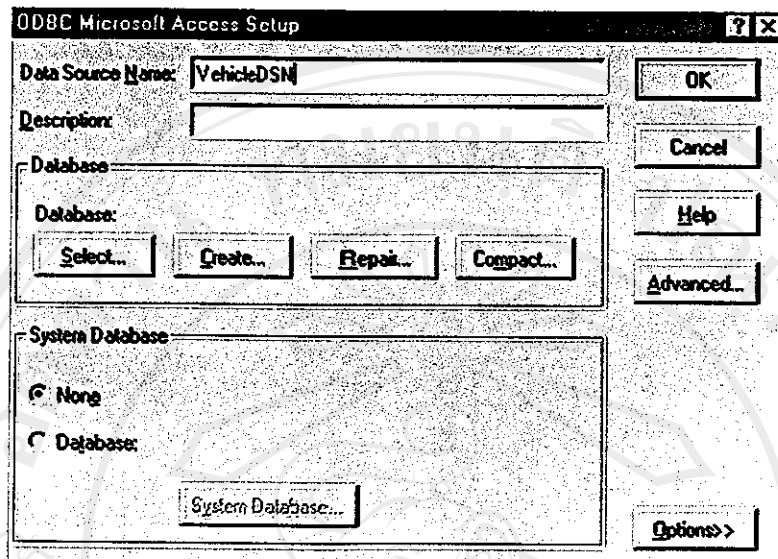 ODBC Microsoft Access Setup
Data Source Name: VehicleDSN
OK
Description:
Cancel
Database
Database:
Help
Select...
Create...
Repair...
Compact...
Advanced...
System Database
None
Database:
System Database...
Options>>